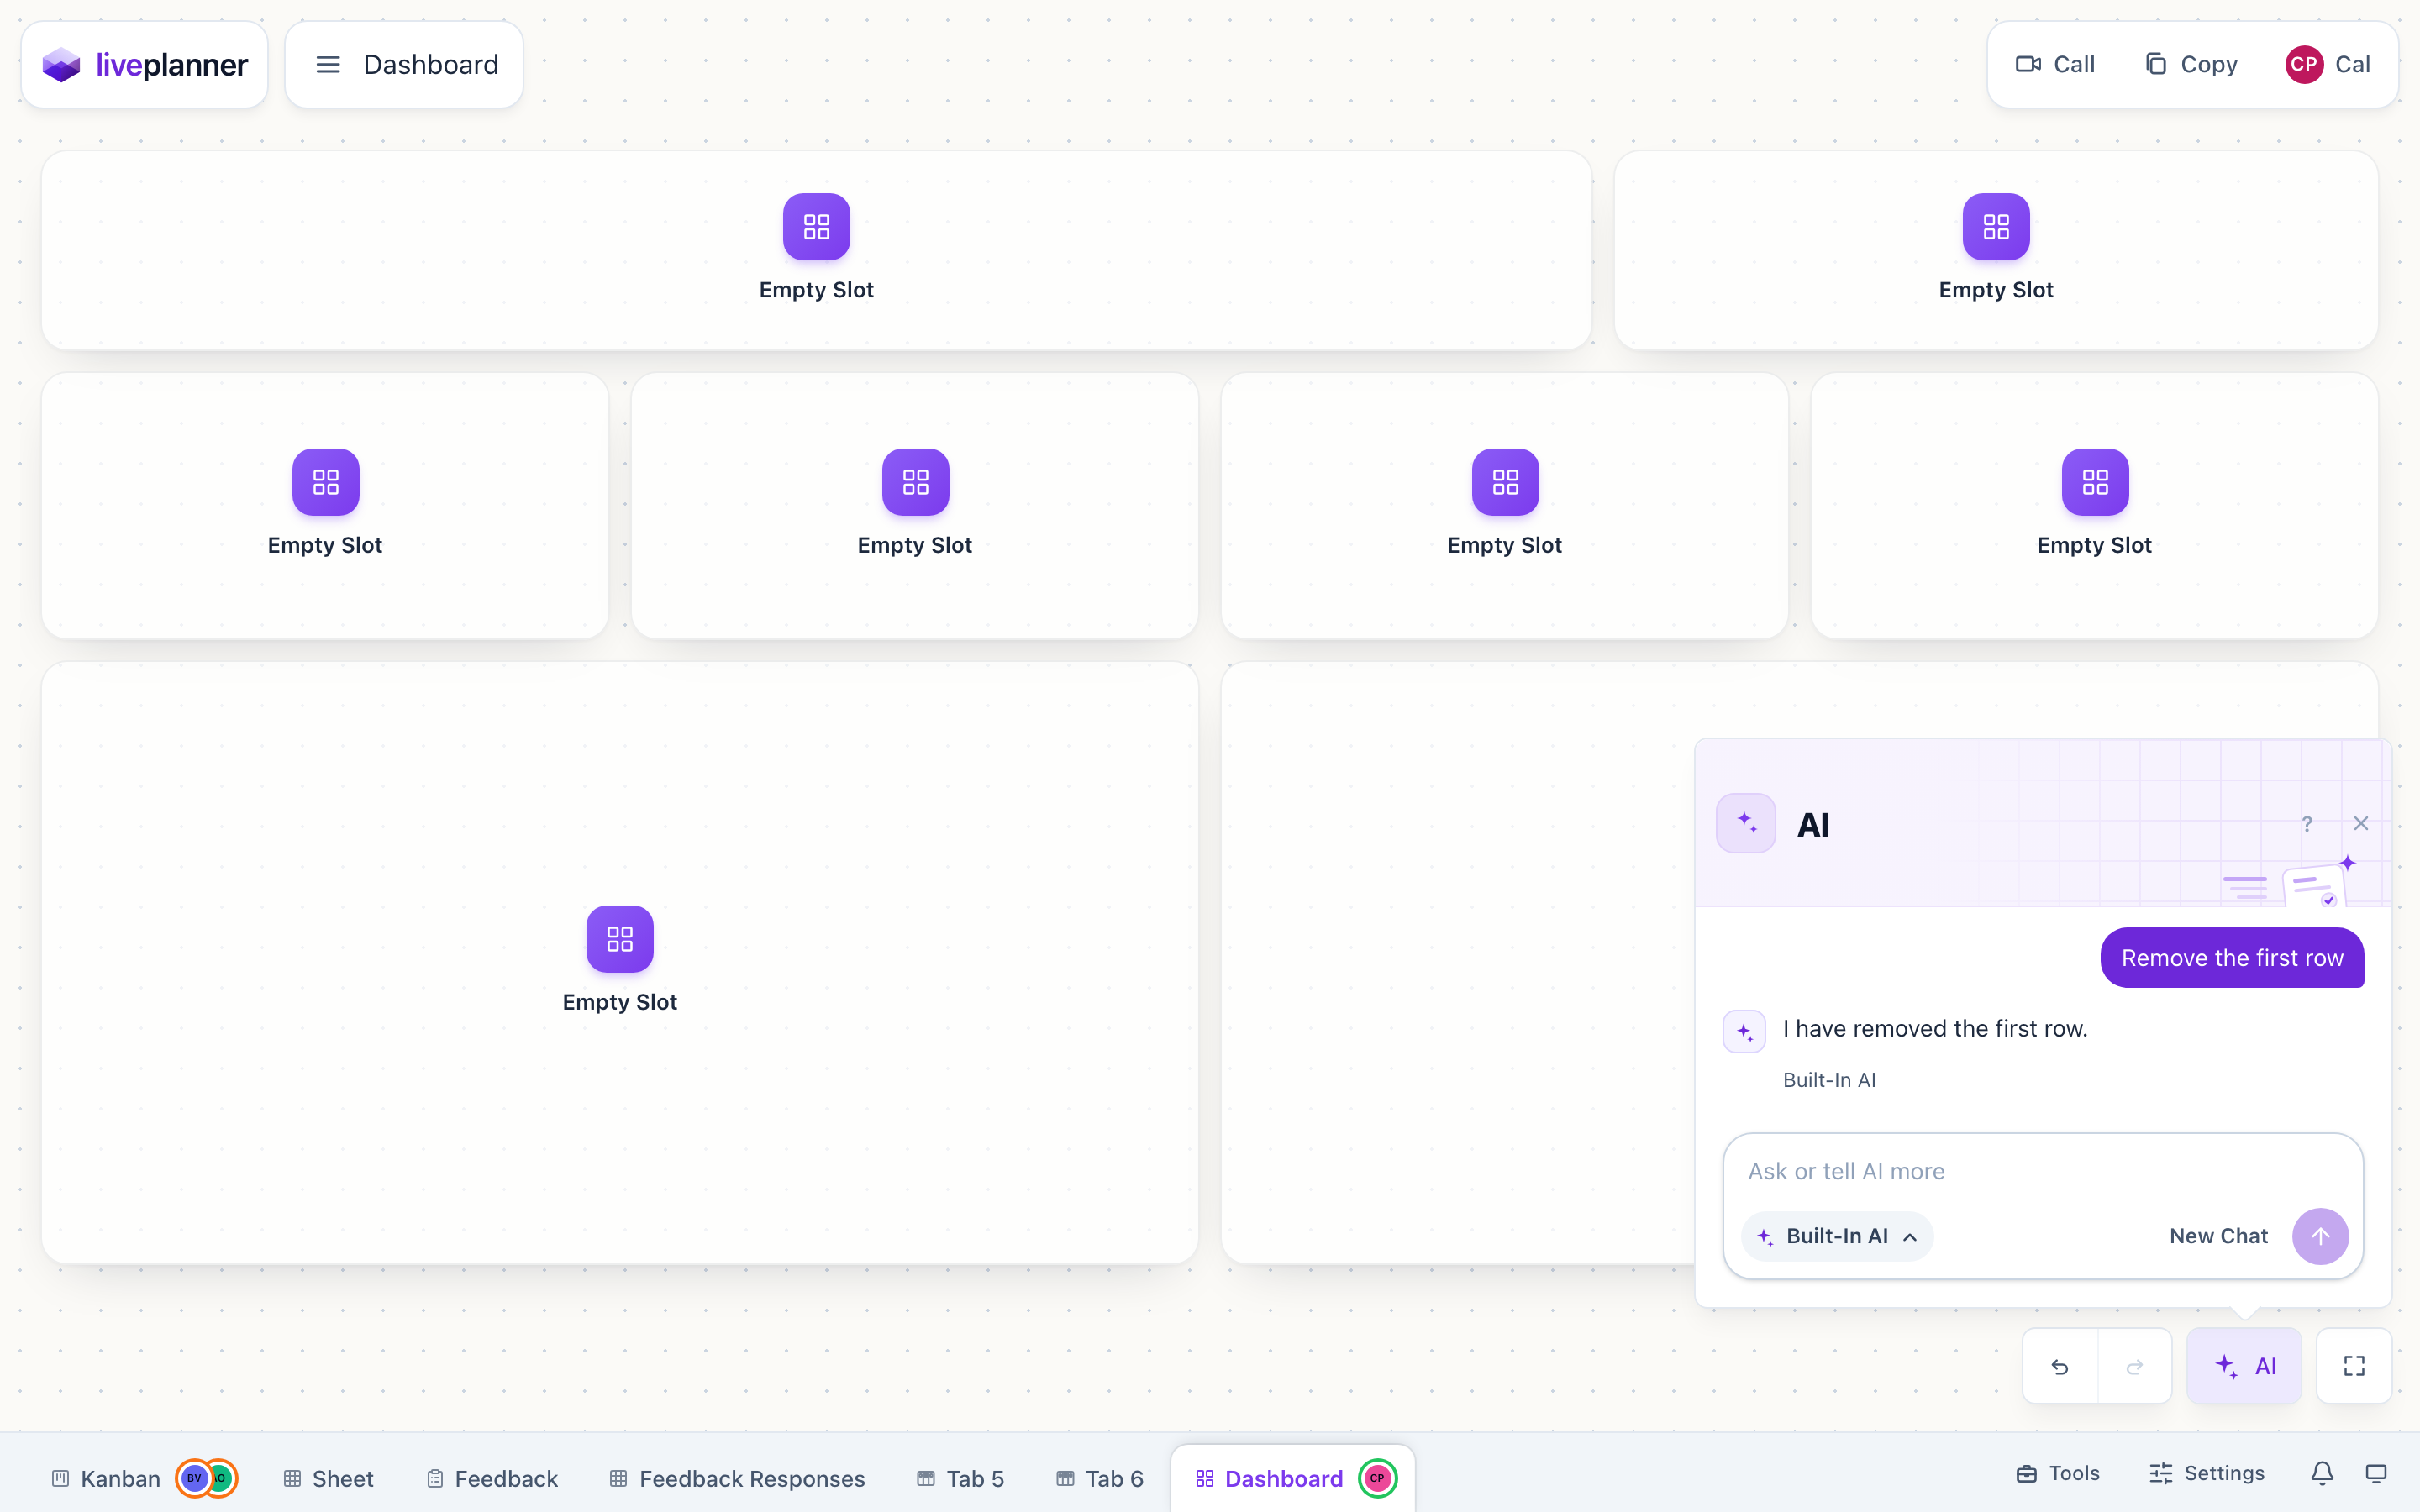 liveplanner
Dashboard
Call
Copy
CP
Cal
Empty Slot
Empty Slot
Empty Slot
Empty Slot
Empty Slot
Empty Slot
Empty Slot
AI
?
Remove the first row
I have removed the first row.
Built-In AI
Ask or tell AI more
Built-In AI
New Chat
AI
Kanban
BV
Sheet
Feedback
Feedback Responses
Tab 5
Tab 6
Dashboard
CP
Tools
Settings